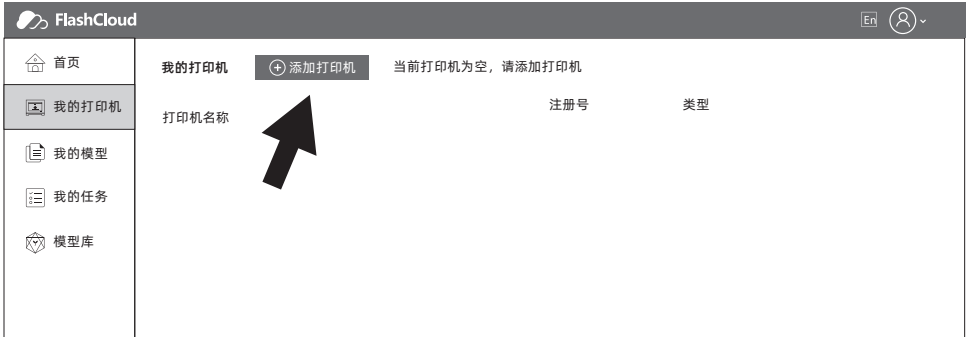 FlashCloud
En
首页
我的打印机
我的模型
我的任务
模型库
我的打印机 添加打印机 当前打印机为空，请添加打印机
打印机名称 注册号 类型